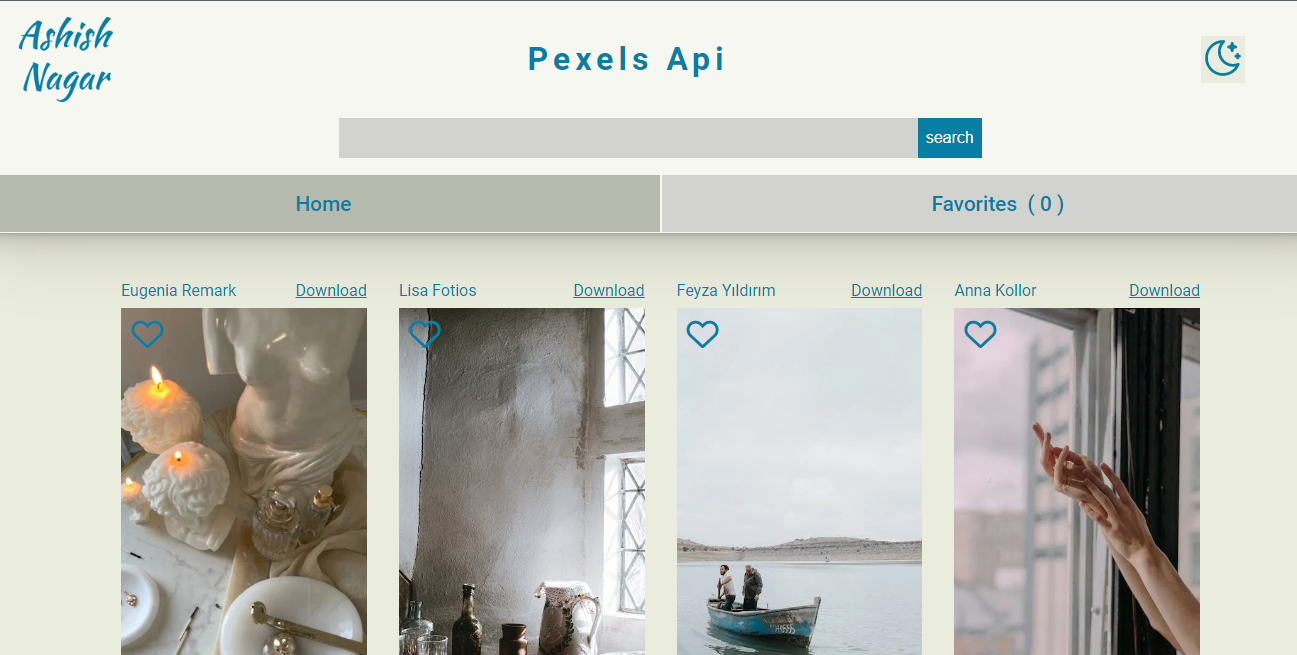 Ashish
Nagar
Pexels Api
search
Home
Favorites ( 0 )
Eugenia Remark
Download
Lisa Fotios
Download
Feyza Yıldırım
Download
Anna Kollor
Download